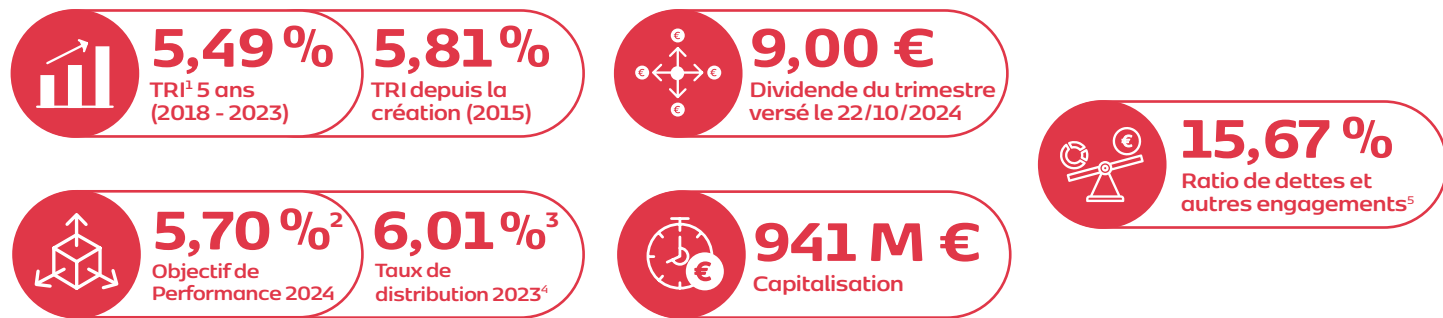 5,49 %
TRI¹ 5 ans
(2018 - 2023)
5,81 %
TRI depuis la
création (2015)
9,00 €
Dividende du trimestre
versé le 22/10/2024
15,67 %
Ratio de dettes et
autres engagements⁵
5,70 %²
Objectif de
Performance 2024
6,01 %³
Taux de
distribution 2023⁴
941 M €
Capitalisation